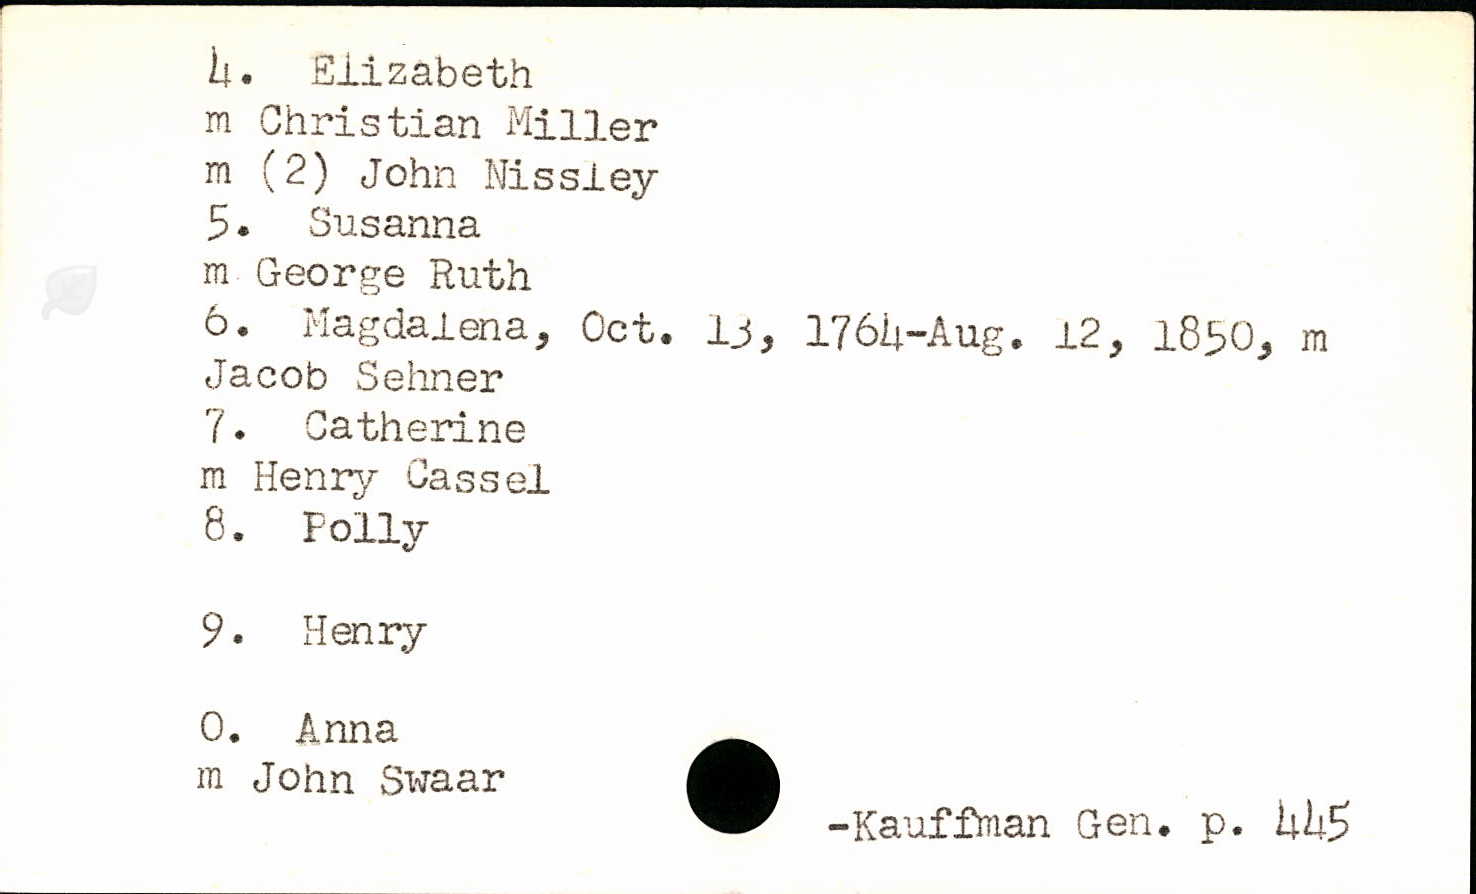 4. Elizabeth
m Christian Miller
m (2) John Nissley
5. Susanna
m George Ruth
6. Magdalena, Oct. 13, 1764-Aug. 12, 1850, m
Jacob Sehner
7. Catherine
m Henry Cassel
8. Polly
9. Henry
0. Anna
m John Swaar
-Kauffman Gen. p. 445